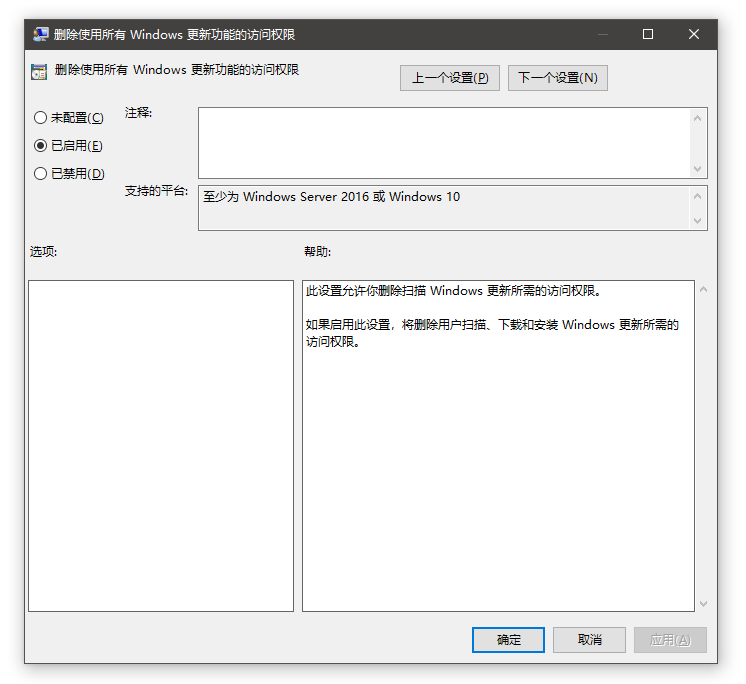 删除使用所有 Windows 更新功能的访问权限
删除使用所有 Windows 更新功能的访问权限
上一个设置(P)
下一个设置(N)
未配置(C)
已启用(E)
已禁用(D)
注释:
支持的平台:
至少为 Windows Server 2016 或 Windows 10
选项:
帮助:
此设置允许你删除扫描 Windows 更新所需的访问权限。
如果启用此设置，将删除用户扫描、下载和安装 Windows 更新所需的
访问权限。
确定
取消
应用(A)